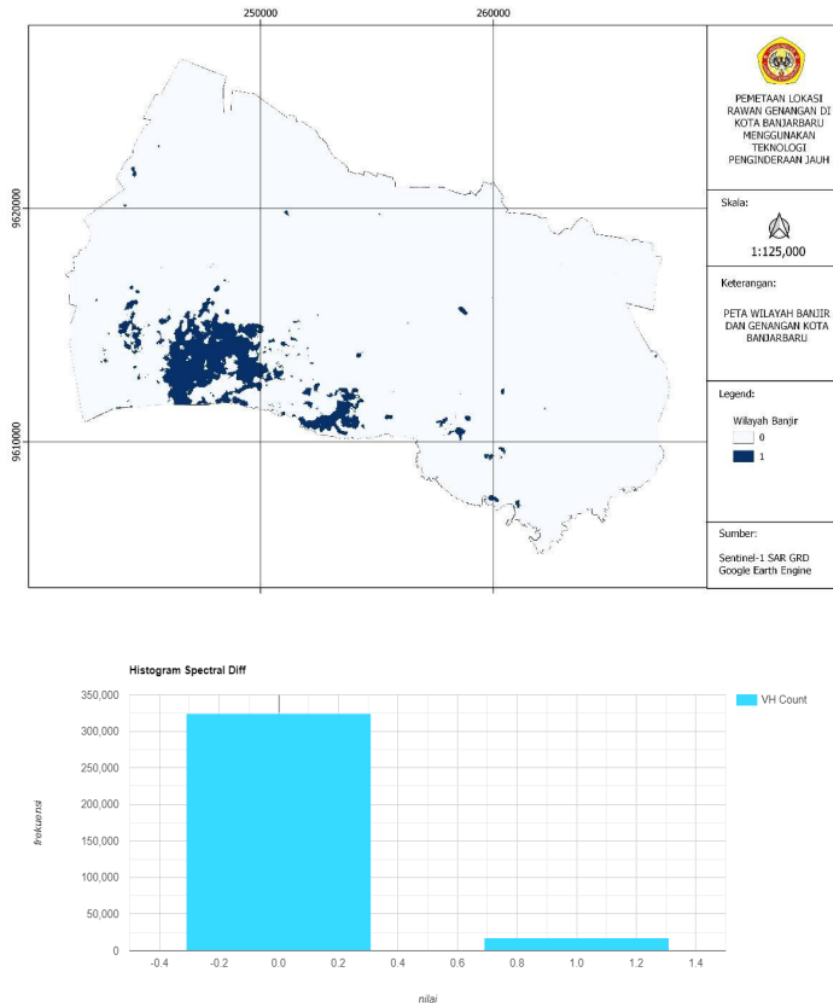 250000
260000
9620000
9610000
PEMETAAN LOKASI
RAWAN GENANGAN DI
KOTA BANJARBARU
MENGGUNAKAN
TEKNOLOGI
PENGINDERAAN JAUH
Skala:
1:125,000
Keterangan:
PETA WILAYAH BANJIR
DAN GENANGAN KOTA
BANJARBARU
Legend:
Wilayah Banjir
0
1
Sumber:
Sentinel-1 SAR GRD
Google Earth Engine
Histogram Spectral Diff
350,000
300,000
250,000
200,000
150,000
100,000
50,000
0
frekuensi
-0.4
-0.2
0.0
0.2
0.4
0.6
0.8
1.0
1.2
1.4
nilai
VH Count